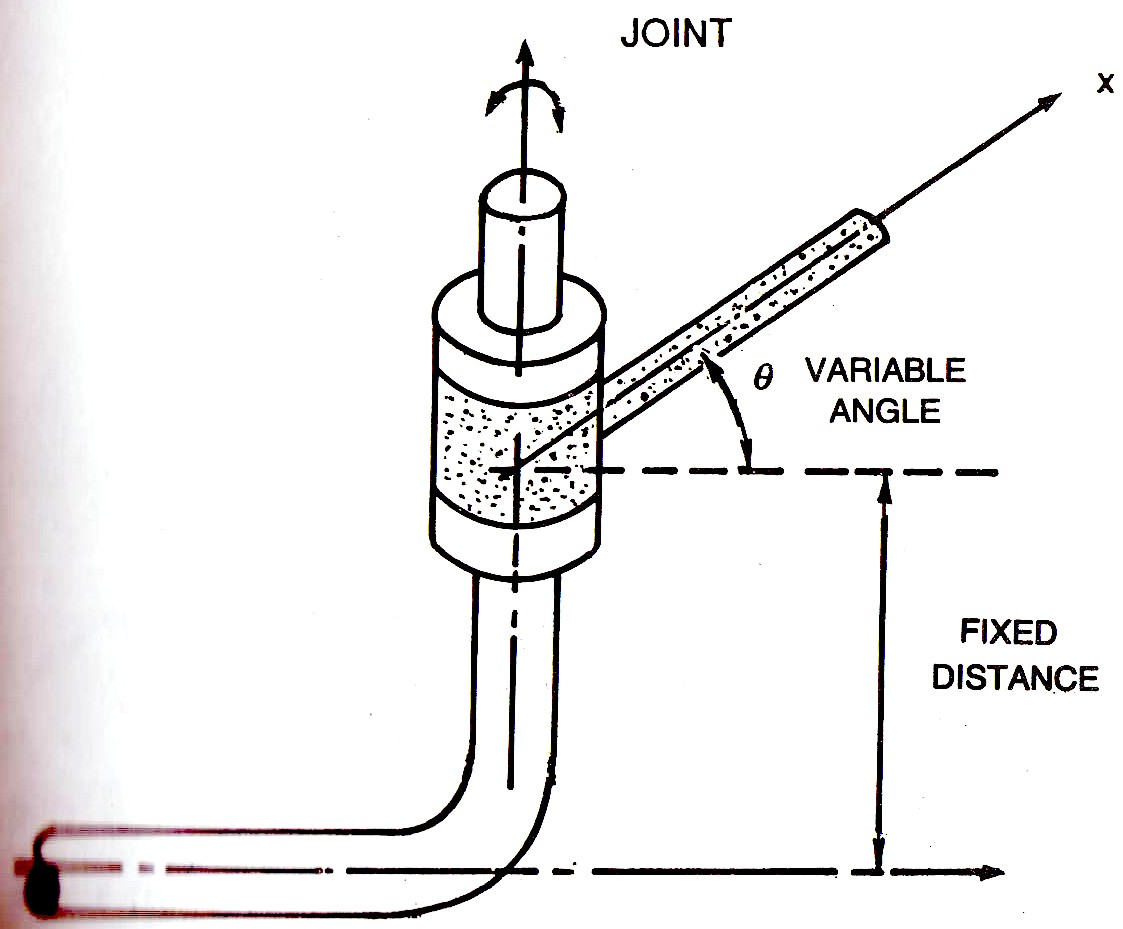 JOINT
X
θ VARIABLE
ANGLE
FIXED
DISTANCE